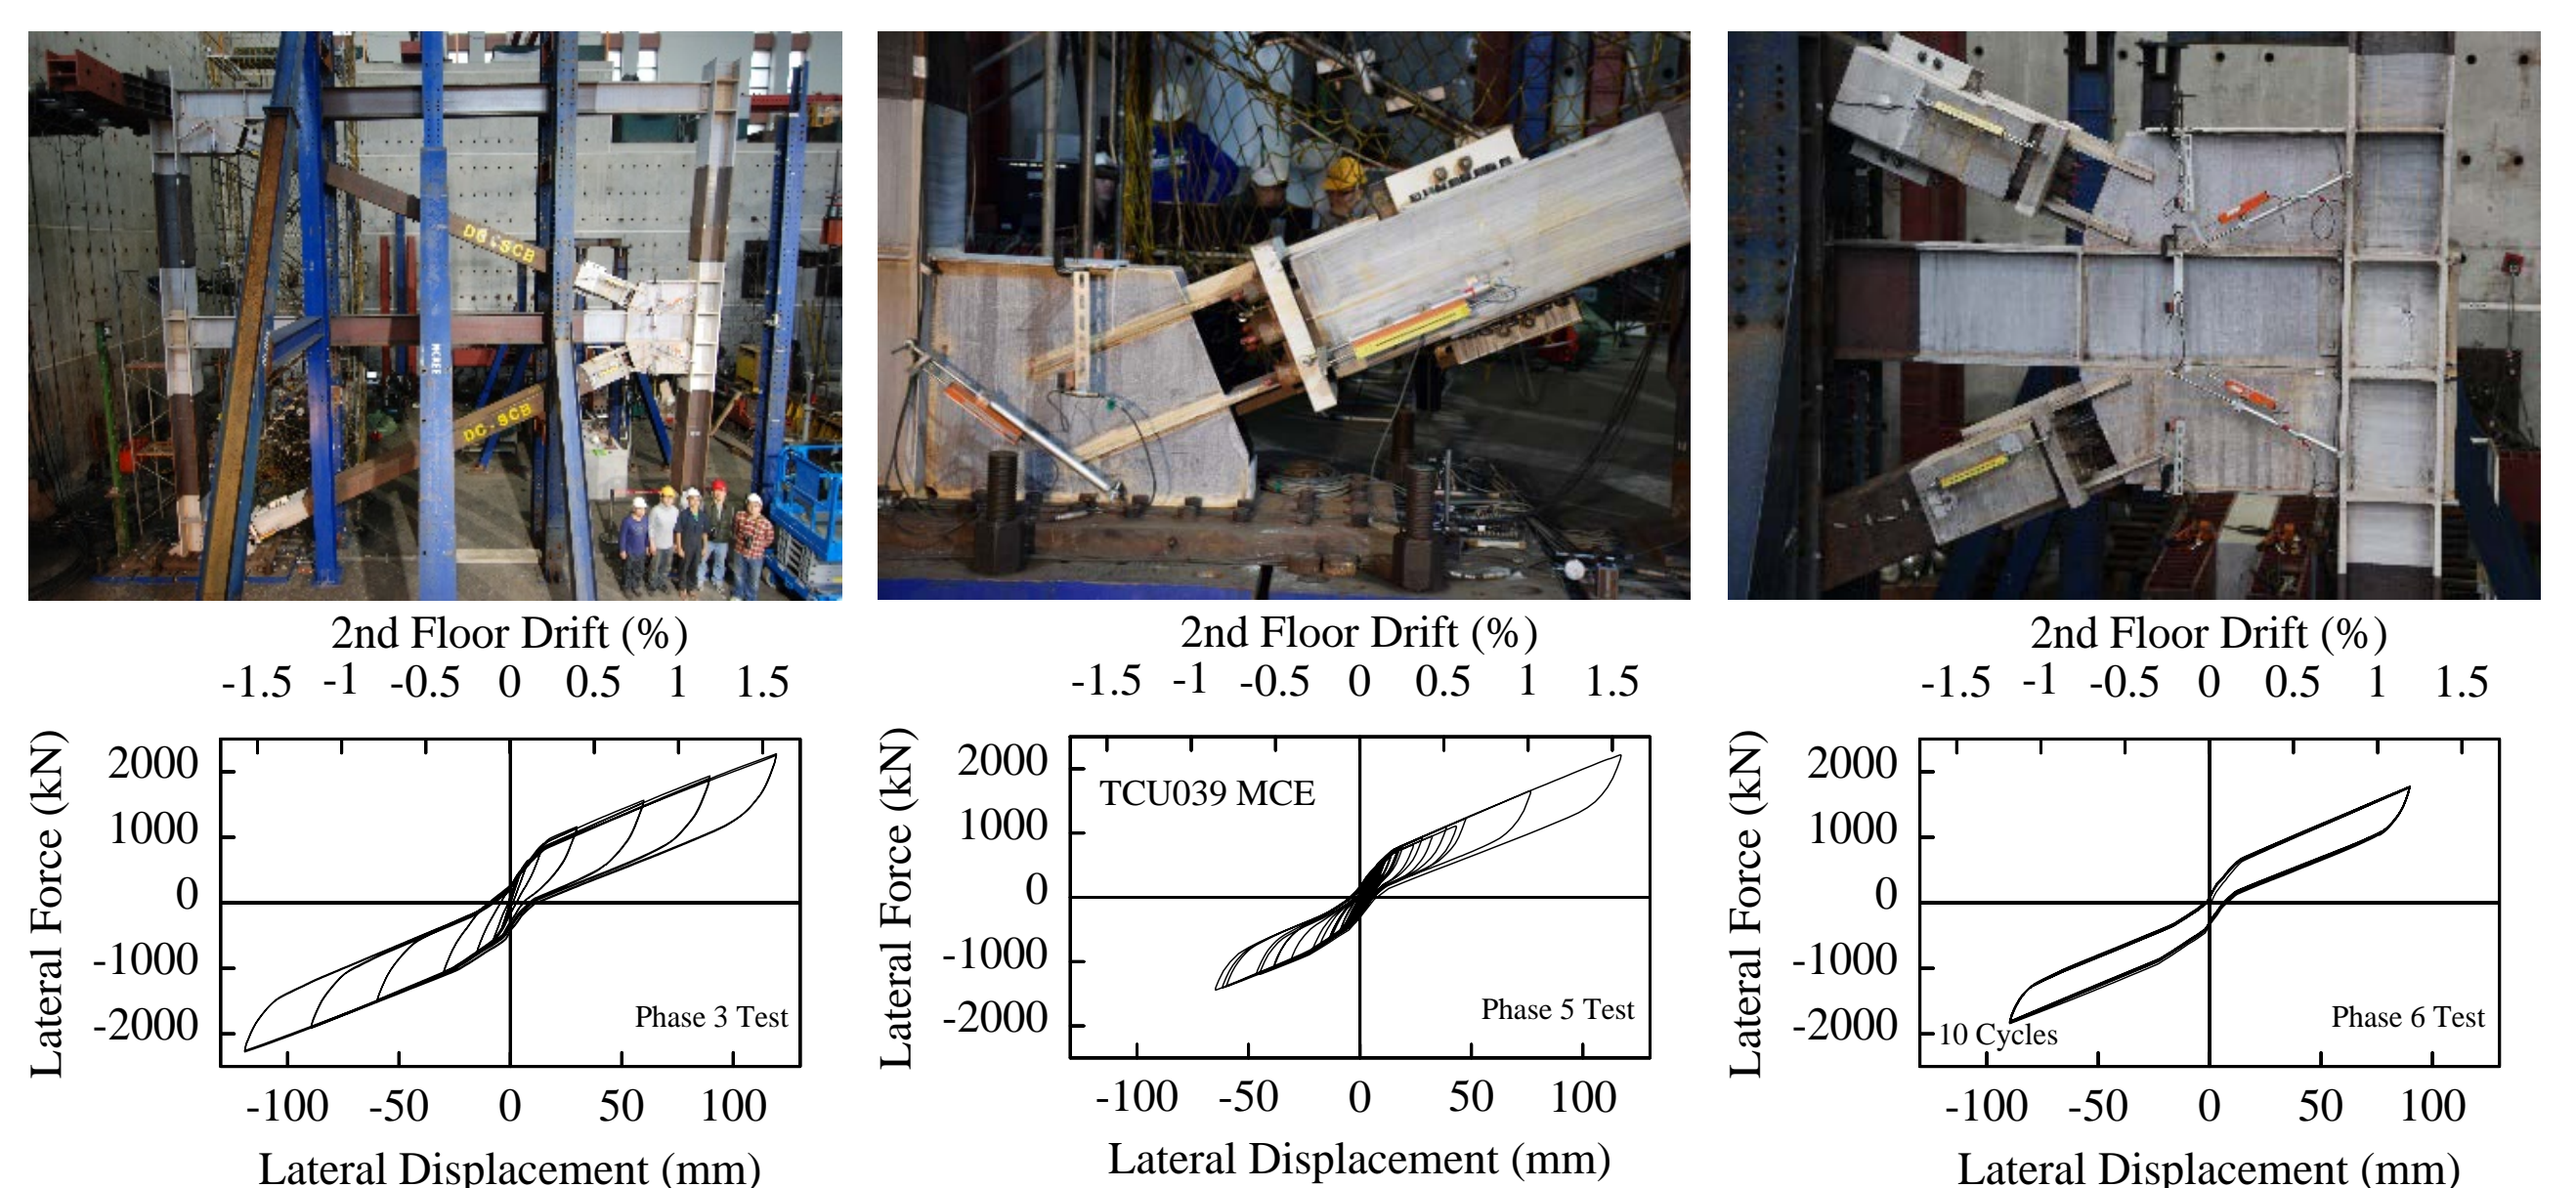 DC-SCB
DC-SCB
NCREE
2nd Floor Drift (%)
-1.5 -1 -0.5 0 0.5 1 1.5
Lateral Force (kN)
2000
1000
0
-1000
-2000
Phase 3 Test
-100 -50 0 50 100
Lateral Displacement (mm)
2nd Floor Drift (%)
-1.5 -1 -0.5 0 0.5 1 1.5
Lateral Force (kN)
2000
1000
0
-1000
-2000
TCU039 MCE
Phase 5 Test
-100 -50 0 50 100
Lateral Displacement (mm)
2nd Floor Drift (%)
-1.5 -1 -0.5 0 0.5 1 1.5
Lateral Force (kN)
2000
1000
0
-1000
-2000
10 Cycles
Phase 6 Test
-100 -50 0 50 100
Lateral Displacement (mm)